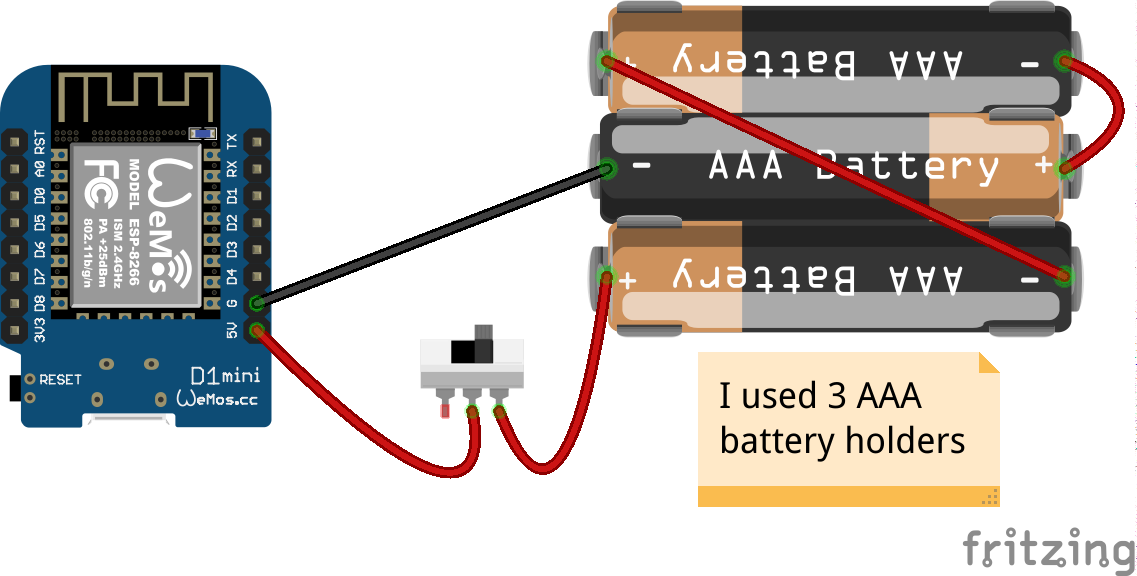 RST
A0
D0
D5
D6
D7
D8
3V3
TX
RX
D1
D2
D3
D4
G
5V
WeMos
FC
MODEL ESP-8266
ISM 2.4GHz
PA +25dBm
802.11b/g/n
RESET
D1mini
WeMos.cc
+ AAA Battery -
- AAA Battery +
+ AAA Battery -
I used 3 AAA
battery holders
fritzing